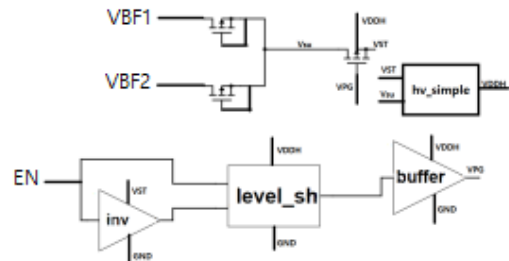 VBF1
VBF2
Vsu
VDDH
VST
VPG
VST
Vsu
hv_simple
VDDH
EN
VST
inv
GND
VDDH
level_sh
GND
VDDH
buffer
VPG
GND